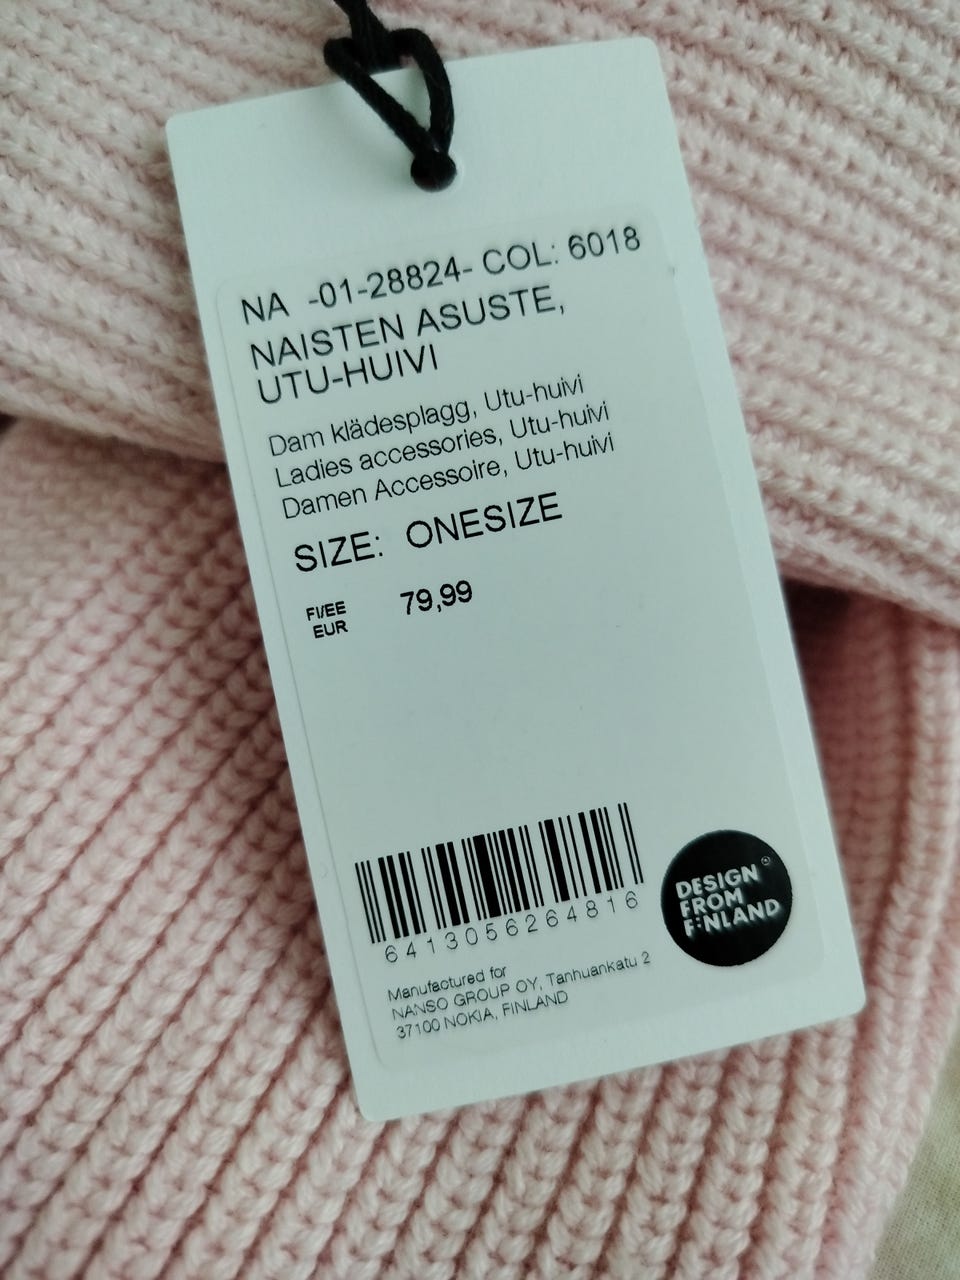 NA -01-28824- COL: 6018
NAISTEN ASUSTE,
UTU-HUIVI
Dam klädesplagg, Utu-huivi
Ladies accessories, Utu-huivi
Damen Accessoire, Utu-huivi
SIZE: ONESIZE
FI/EE 79,99
EUR
6413056264816
DESIGN®
FROM
FINLAND
Manufactured for
NANSO GROUP OY, Tanhuankatu 2
37100 NOKIA, FINLAND